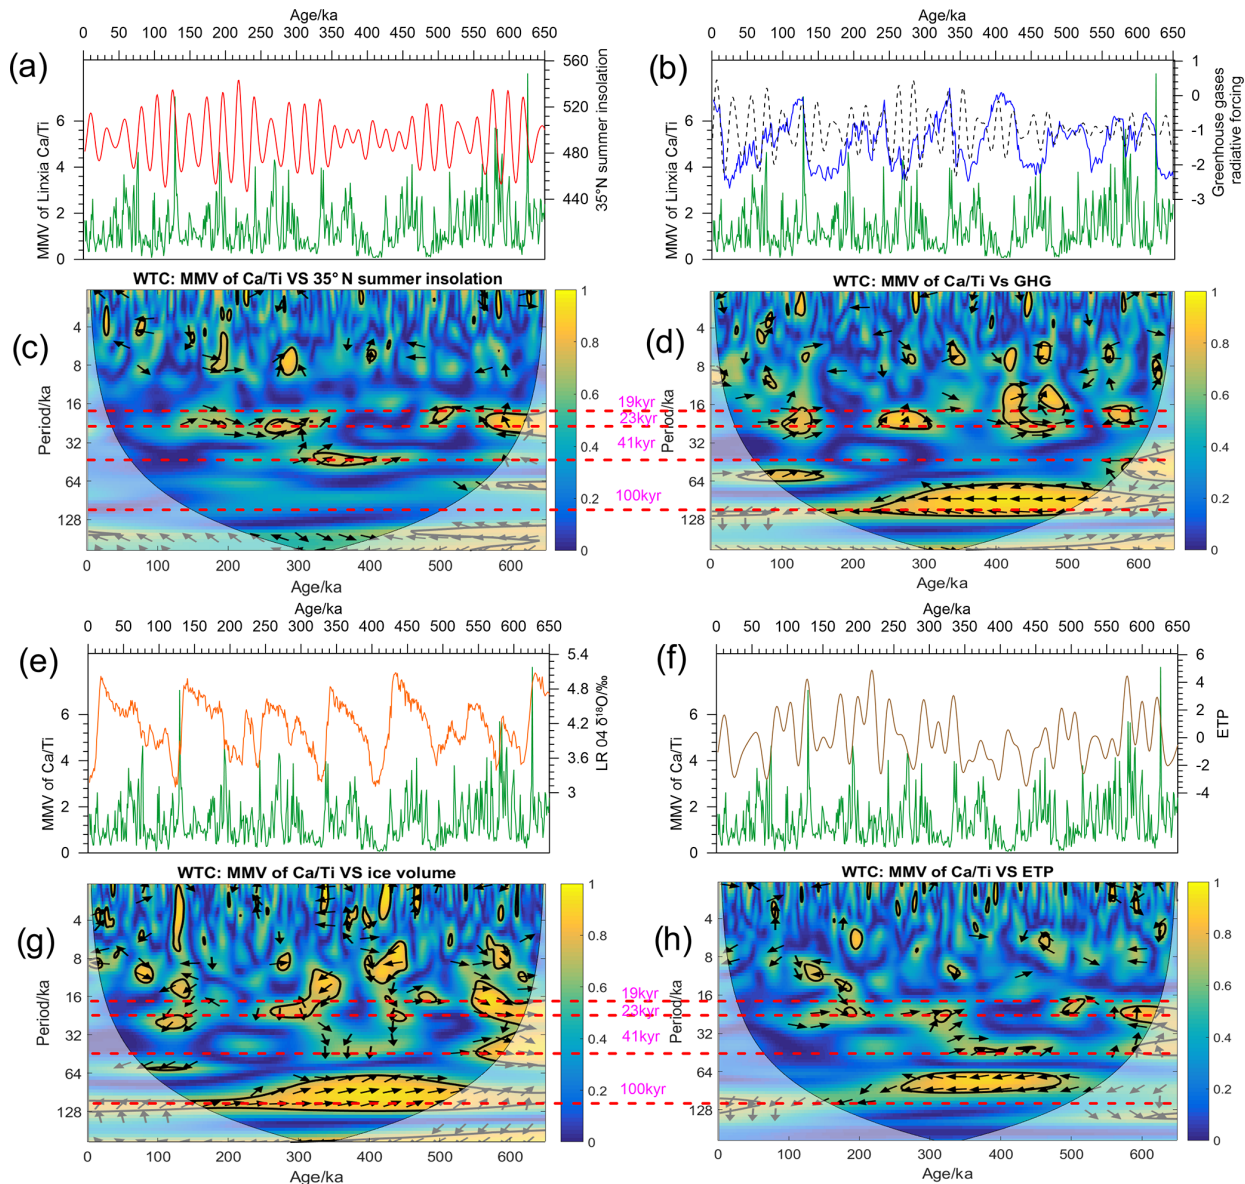 Age/ka
0 50 100 150 200 250 300 350 400 450 500 550 600 650
(a)
MMV of Linxia Ca/Ti
6
4
2
0
560
520
480
440
35°N summer insolation
Age/ka
0 50 100 150 200 250 300 350 400 450 500 550 600 650
(b)
MMV of Linxia Ca/Ti
6
4
2
0
1
0
-1
-2
-3
Greenhouse gases
radiative forcing
WTC: MMV of Ca/Ti VS 35° N summer insolation
(c)
Period/ka
4
8
16
32
64
128
0 100 200 300 400 500 600
Age/ka
1
0.8
0.6
0.4
0.2
0
19kyr
23kyr
41kyr
100kyr
WTC: MMV of Ca/Ti Vs GHG
(d)
Period/ka
4
8
16
32
64
128
0 100 200 300 400 500 600
Age/ka
1
0.8
0.6
0.4
0.2
0
Age/ka
0 50 100 150 200 250 300 350 400 450 500 550 600 650
(e)
MMV of Ca/Ti
6
4
2
0
5.4
4.8
4.2
3.6
3
LR 04 δ18O/‰
Age/ka
0 50 100 150 200 250 300 350 400 450 500 550 600 650
(f)
MMV of Ca/Ti
6
4
2
0
6
4
2
0
-2
-4
ETP
WTC: MMV of Ca/Ti VS ice volume
(g)
Period/ka
4
8
16
32
64
128
0 100 200 300 400 500 600
Age/ka
1
0.8
0.6
0.4
0.2
0
19kyr
23kyr
41kyr
100kyr
WTC: MMV of Ca/Ti VS ETP
(h)
Period/ka
4
8
16
32
64
128
0 100 200 300 400 500 600
Age/ka
1
0.8
0.6
0.4
0.2
0